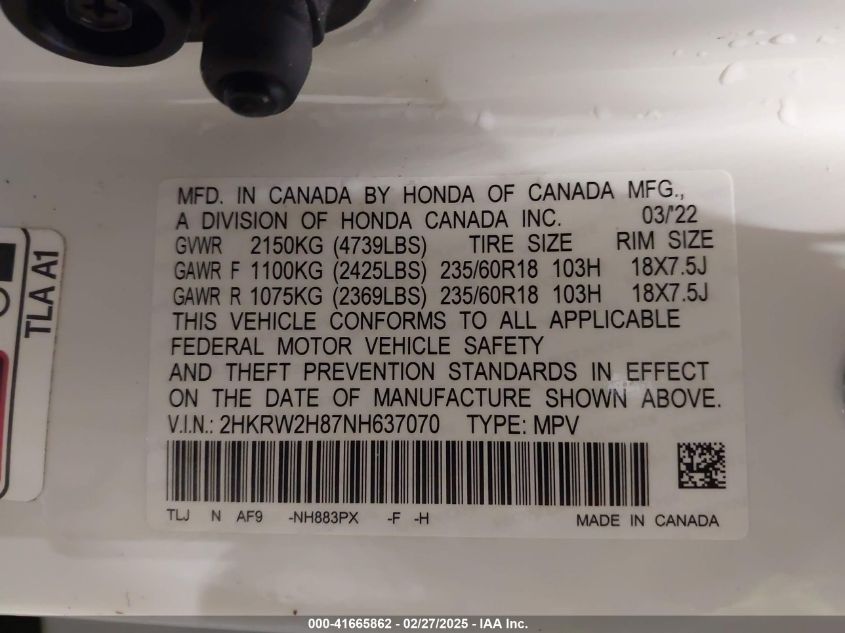 MFD. IN CANADA BY HONDA OF CANADA MFG.,
A DIVISION OF HONDA CANADA INC. 03/'22
GVWR 2150KG (4739LBS) TIRE SIZE RIM SIZE
GAWR F 1100KG (2425LBS) 235/60R18 103H 18X7.5J
GAWR R 1075KG (2369LBS) 235/60R18 103H 18X7.5J
THIS VEHICLE CONFORMS TO ALL APPLICABLE
FEDERAL MOTOR VEHICLE SAFETY
AND THEFT PREVENTION STANDARDS IN EFFECT
ON THE DATE OF MANUFACTURE SHOWN ABOVE.
V.I.N.: 2HKRW2H87NH637070 TYPE: MPV
TLJ N AF9 -NH883PX -F -H MADE IN CANADA
TLA A1
000-41665862 - 02/27/2025 - IAA Inc.